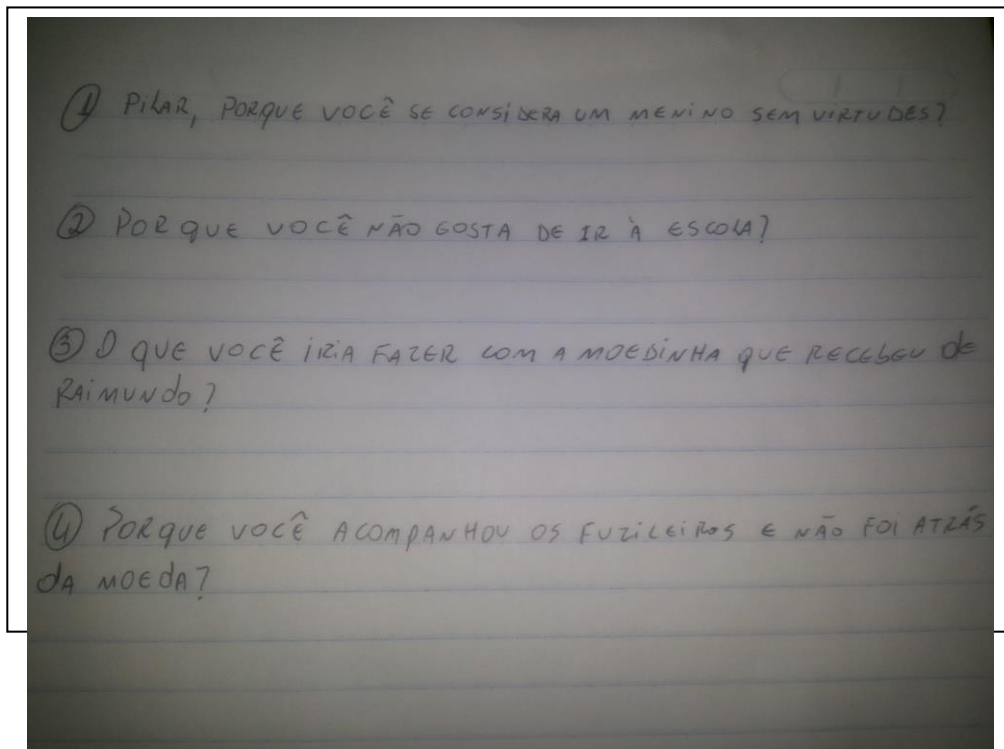 ① PILAR, PORQUE VOCÊ SE CONSIDERA UM MENINO SEM VIRTUDES?
② POR QUE VOCÊ NÃO GOSTA DE IR À ESCOLA?
③ O QUE VOCÊ IRIA FAZER COM A MOEDINHA QUE RECEBEU de
RAIMUNdo?
④ PORQUE VOCÊ ACOMPANHOU OS FUZILEIROS E NÃO FOI ATRÁS
dA MOEdA?